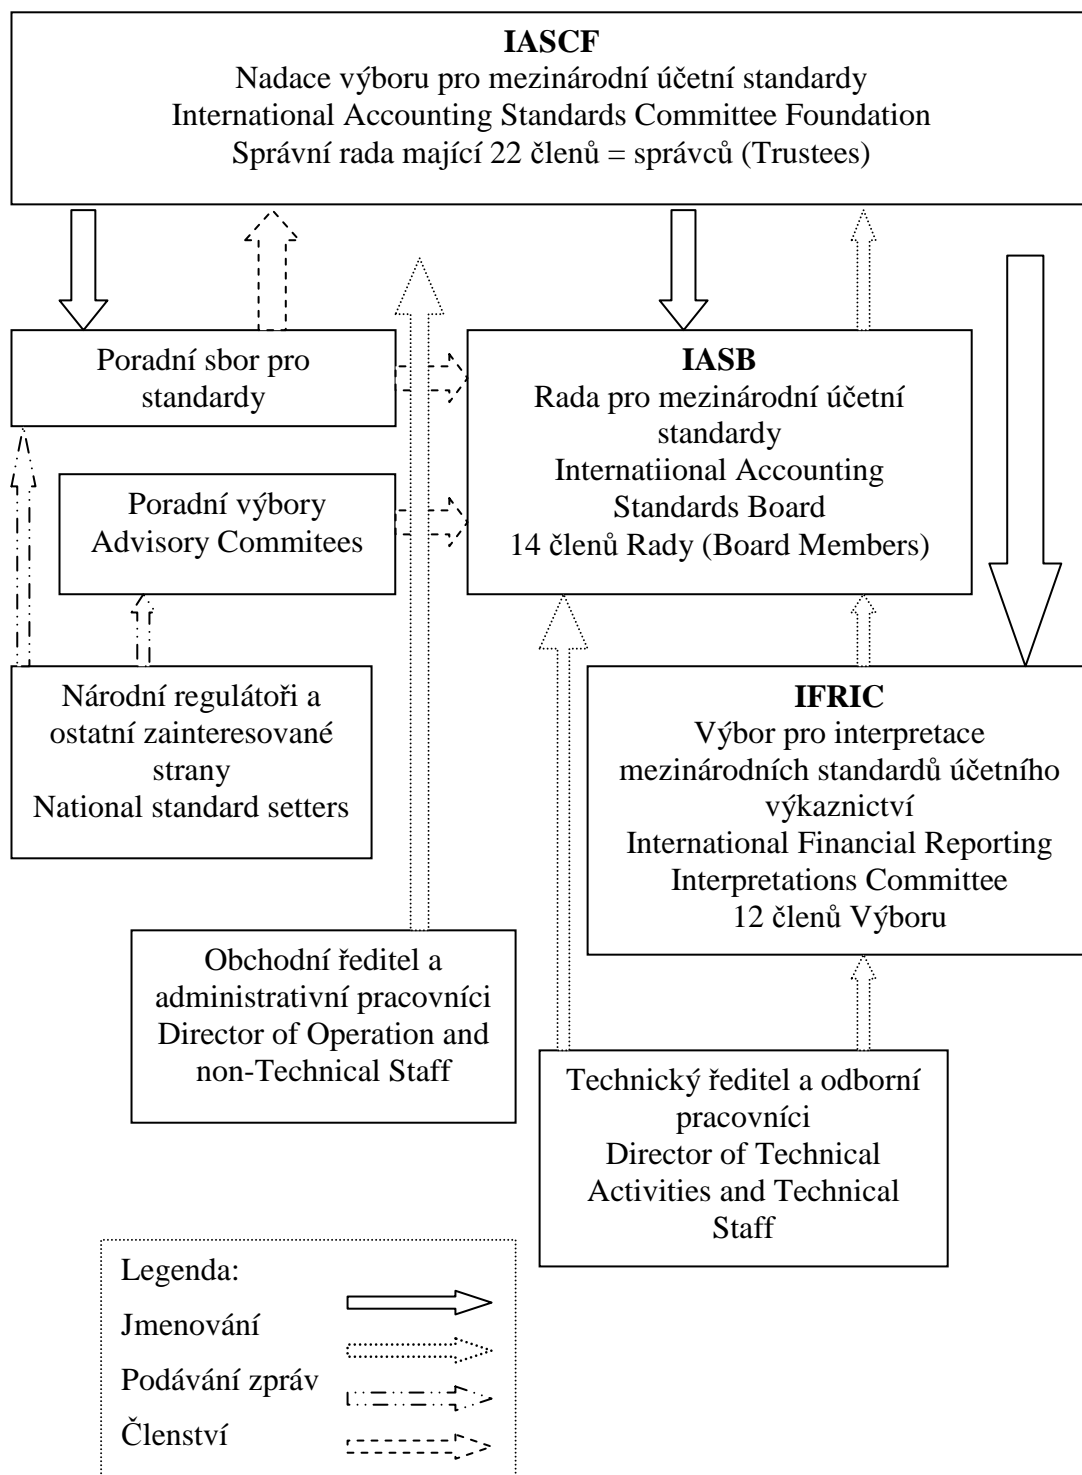 IASCF
Nadace výboru pro mezinárodní účetní standardy
International Accounting Standards Committee Foundation
Správní rada mající 22 členů = správců (Trustees)
Poradní sbor pro
standardy
IASB
Rada pro mezinárodní účetní
standardy
Internatiional Accounting
Standards Board
14 členů Rady (Board Members)
Poradní výbory
Advisory Commitees
Národní regulátoři a
ostatní zainteresované
strany
National standard setters
IFRIC
Výbor pro interpretace
mezinárodních standardů účetního
výkaznictví
International Financial Reporting
Interpretations Committee
12 členů Výboru
Obchodní ředitel a
administrativní pracovníci
Director of Operation and
non-Technical Staff
Technický ředitel a odborní
pracovníci
Director of Technical
Activities and Technical
Staff
Legenda:
Jmenování
Podávání zpráv
Členství